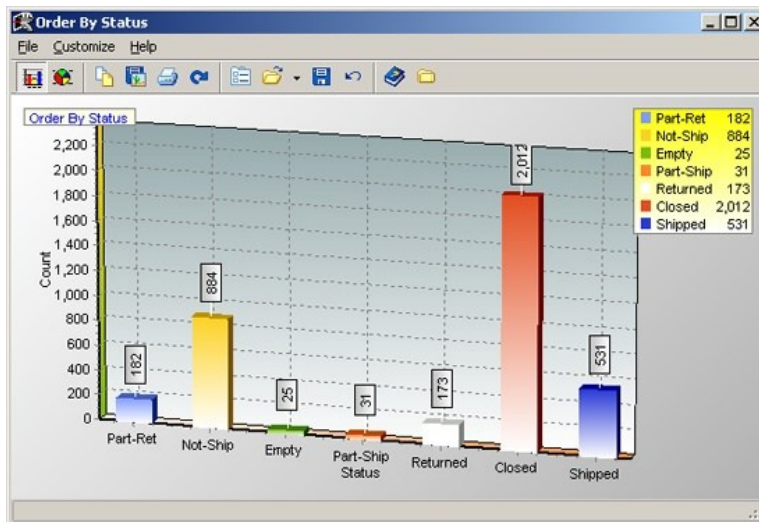 Order By Status
File Customize Help
Order By Status
Part-Ret 182
Not-Ship 884
Empty 25
Part-Ship 31
Returned 173
Closed 2,012
Shipped 531
2,200
2,000
1,800
1,600
1,400
1,200
1,000
800
600
400
200
0
Count
182
884
25
31
173
2,012
531
Part-Ret
Not-Ship
Empty
Part-Ship
Returned
Closed
Shipped
Status